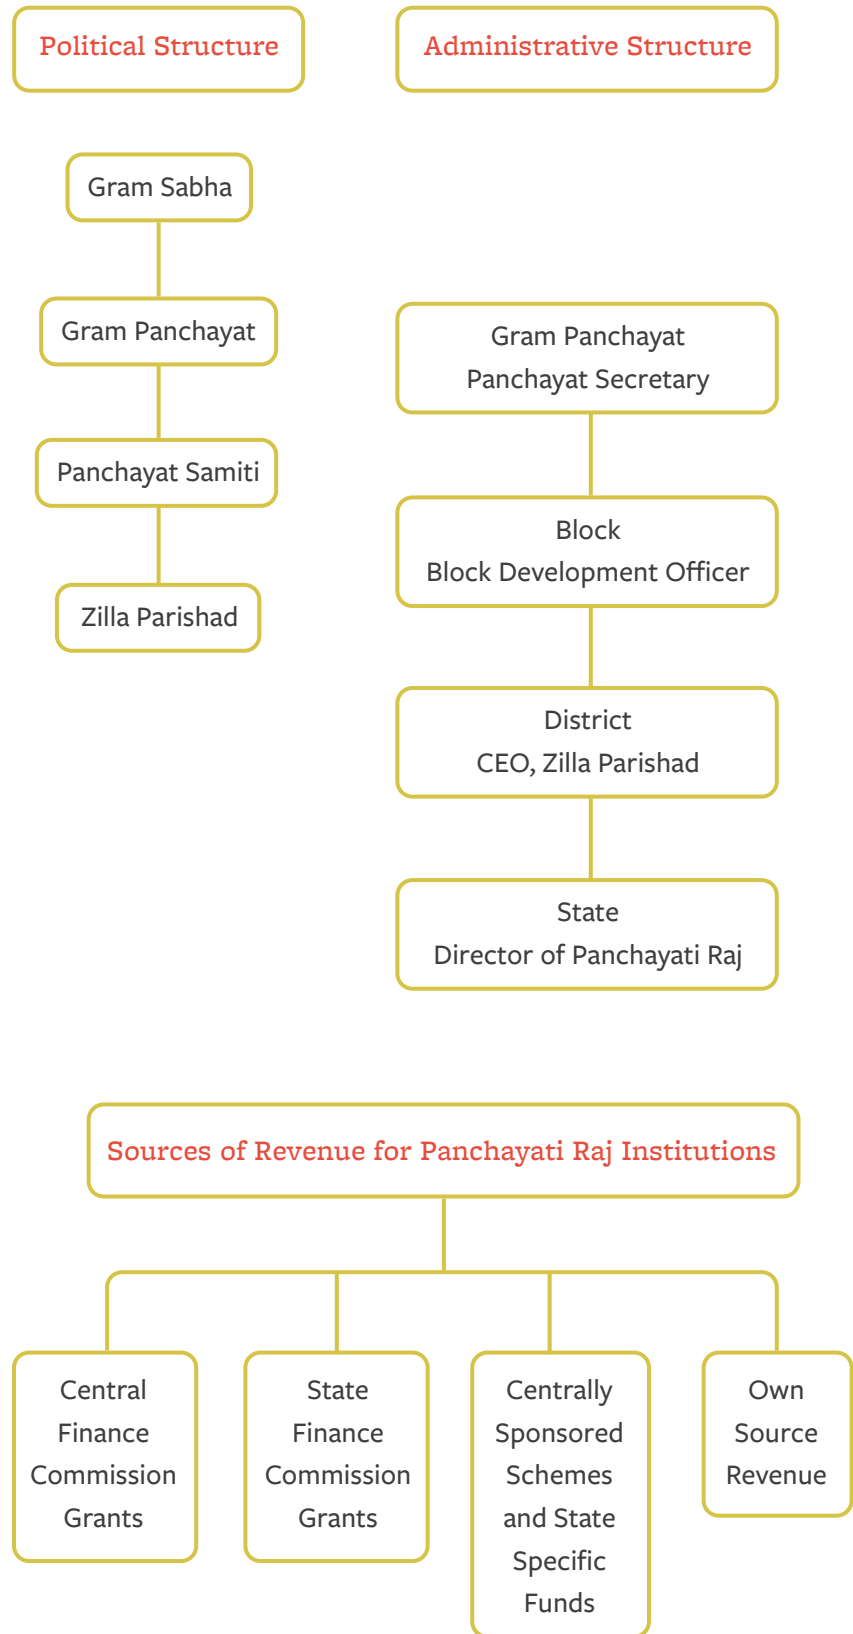 Political Structure
Administrative Structure
Gram Sabha
Gram Panchayat
Panchayat Samiti
Zilla Parishad
Gram Panchayat
Panchayat Secretary
Block
Block Development Officer
District
CEO, Zilla Parishad
State
Director of Panchayati Raj
Sources of Revenue for Panchayati Raj Institutions
Central
Finance
Commission
Grants
State
Finance
Commission
Grants
Centrally
Sponsored
Schemes
and State
Specific
Funds
Own
Source
Revenue